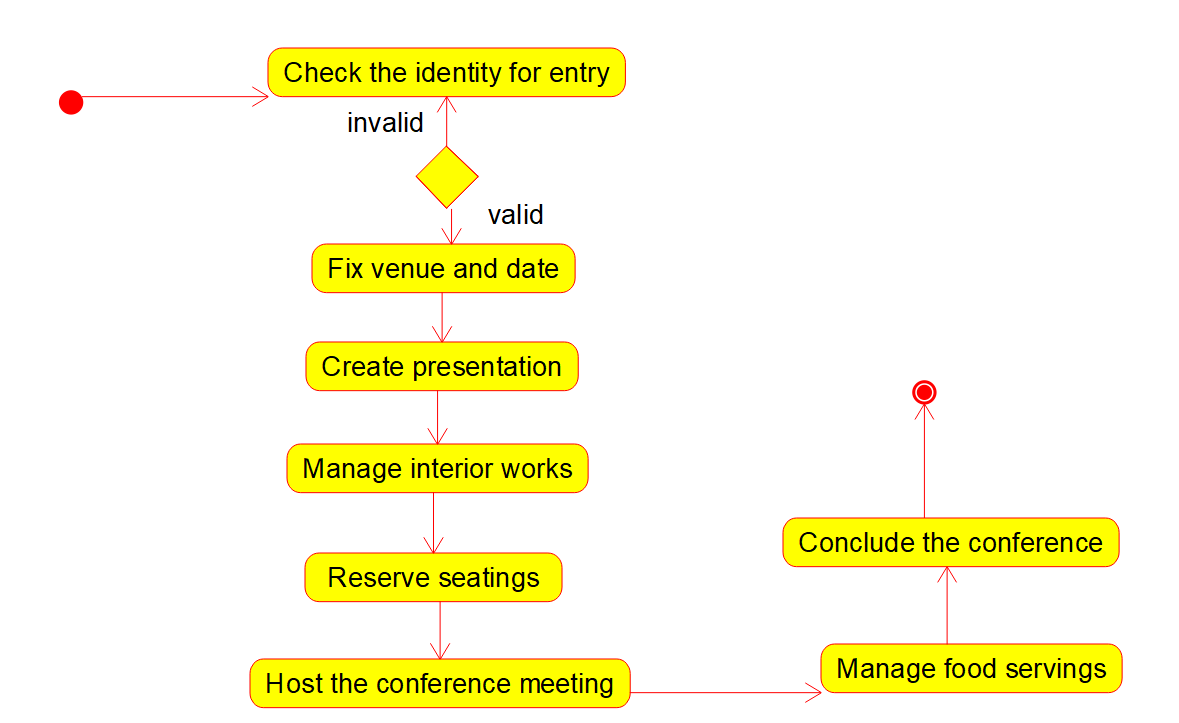 Check the identity for entry
invalid
valid
Fix venue and date
Create presentation
Manage interior works
Reserve seatings
Host the conference meeting
Manage food servings
Conclude the conference